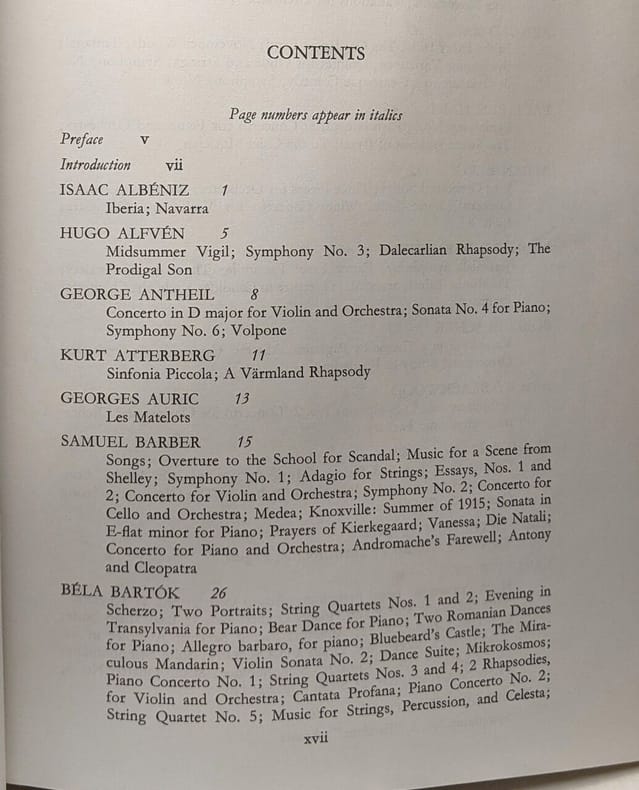 CONTENTS
Page numbers appear in italics
Preface v
Introduction vii
ISAAC ALBÉNIZ 1
Iberia; Navarra
HUGO ALFVÉN 5
Midsummer Vigil; Symphony No. 3; Dalecarlian Rhapsody; The
Prodigal Son
GEORGE ANTHEIL 8
Concerto in D major for Violin and Orchestra; Sonata No. 4 for Piano;
Symphony No. 6; Volpone
KURT ATTERBERG 11
Sinfonia Piccola; A Värmland Rhapsody
GEORGES AURIC 13
Les Matelots
SAMUEL BARBER 15
Songs; Overture to the School for Scandal; Music for a Scene from
Shelley; Symphony No. 1; Adagio for Strings; Essays, Nos. 1 and
2; Concerto for Violin and Orchestra; Symphony No. 2; Concerto for
Cello and Orchestra; Medea; Knoxville: Summer of 1915; Sonata in
E-flat minor for Piano; Prayers of Kierkegaard; Vanessa; Die Natali;
Concerto for Piano and Orchestra; Andromache's Farewell; Antony
and Cleopatra
BÉLA BARTÓK 26
Scherzo; Two Portraits; String Quartets Nos. 1 and 2; Evening in
Transylvania for Piano; Bear Dance for Piano; Two Romanian Dances
for Piano; Allegro barbaro, for piano; Bluebeard's Castle; The Mira-
culous Mandarin; Violin Sonata No. 2; Dance Suite; Mikrokosmos;
Piano Concerto No. 1; String Quartets Nos. 3 and 4; 2 Rhapsodies,
for Violin and Orchestra; Cantata Profana; Piano Concerto No. 2;
String Quartet No. 5; Music for Strings, Percussion, and Celesta;
xvii